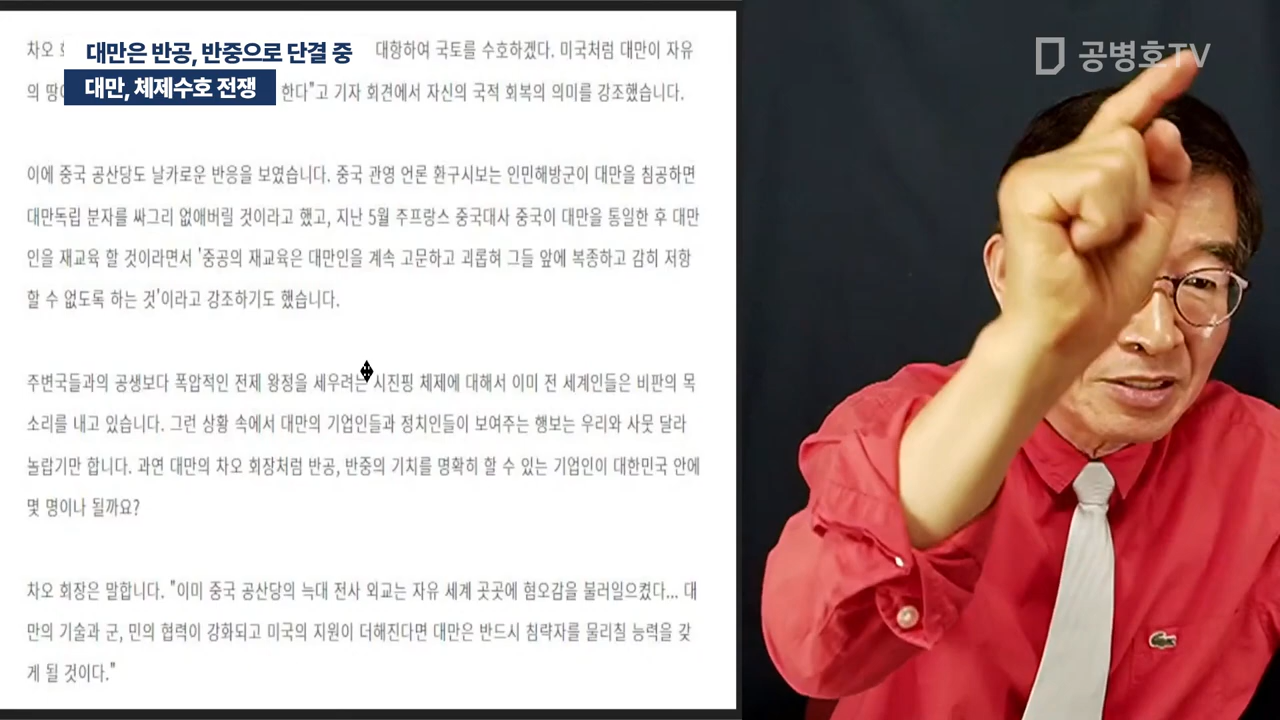 대만은 반공, 반중으로 단결 중
대만, 체제수호 전쟁
공병호TV
차오 대항하여 국토를 수호하겠다. 미국처럼 대만이 자유
의 땅 한다"고 기자 회견에서 자신의 국적 회복의 의미를 강조했습니다.
이에 중국 공산당도 날카로운 반응을 보였습니다. 중국 관영 언론 환구시보는 인민해방군이 대만을 침공하면
대만독립 분자를 싸그리 없애버릴 것이라고 했고, 지난 5월 주프랑스 중국대사 중국이 대만을 통일한 후 대만
인을 재교육 할 것이라면서 '중공의 재교육은 대만인을 계속 고문하고 괴롭혀 그들 앞에 복종하고 감히 저항
할 수 없도록 하는 것'이라고 강조하기도 했습니다.
주변국들과의 공생보다 폭압적인 전제 왕정을 세우려는 시진핑 체제에 대해서 이미 전 세계인들은 비판의 목
소리를 내고 있습니다. 그런 상황 속에서 대만의 기업인들과 정치인들이 보여주는 행보는 우리와 사뭇 달라
놀랍기만 합니다. 과연 대만의 차오 회장처럼 반공, 반중의 기치를 명확히 할 수 있는 기업인이 대한민국 안에
몇 명이나 될까요?
차오 회장은 말합니다. "이미 중국 공산당의 늑대 전사 외교는 자유 세계 곳곳에 혐오감을 불러일으켰다... 대
만의 기술과 군, 민의 협력이 강화되고 미국의 지원이 더해진다면 대만은 반드시 침략자를 물리칠 능력을 갖
게 될 것이다."